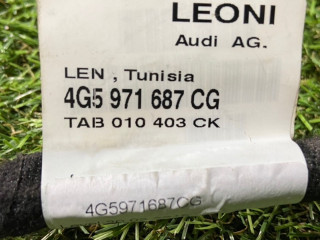 LEONI
Audi AG.
LEN , Tunisia
4G5 971 687 CG
TAB 010 403 CK
4G5971687CG